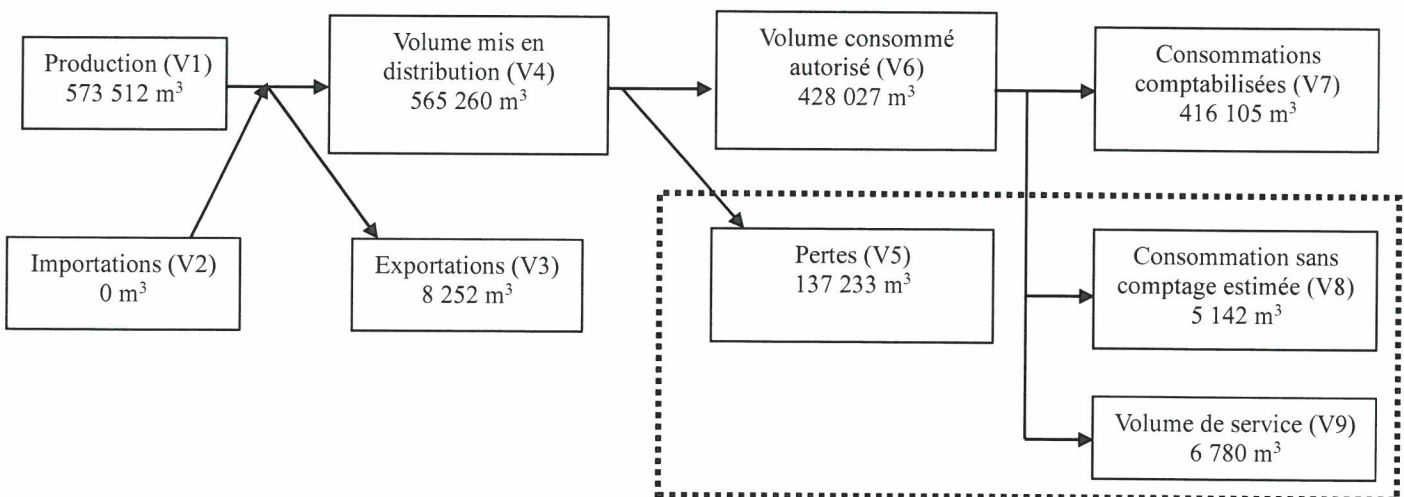 Production (V1)
573 512 m³
Volume mis en
distribution (V4)
565 260 m³
Volume consommé
autorisé (V6)
428 027 m³
Consommations
comptabilisées (V7)
416 105 m³
Importations (V2)
0 m³
Exportations (V3)
8 252 m³
Pertes (V5)
137 233 m³
Consommation sans
comptage estimée (V8)
5 142 m³
Volume de service (V9)
6 780 m³